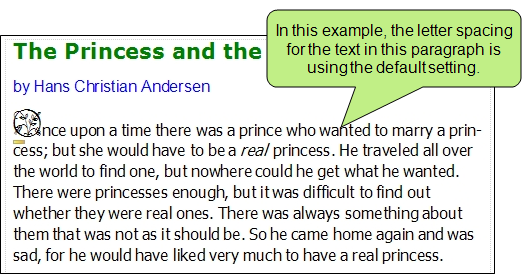 In this example, the letter spacing
for the text in this paragraph is
using the default setting.
The Princess and the
by Hans Christian Andersen
Once upon a time there was a prince who wanted to marry a prin-
cess; but she would have to be a real princess. He traveled all over
the world to find one, but nowhere could he get what he wanted.
There were princesses enough, but it was difficult to find out
whether they were real ones. There was always something about
them that was not as it should be. So he came home again and was
sad, for he would have liked very much to have a real princess.